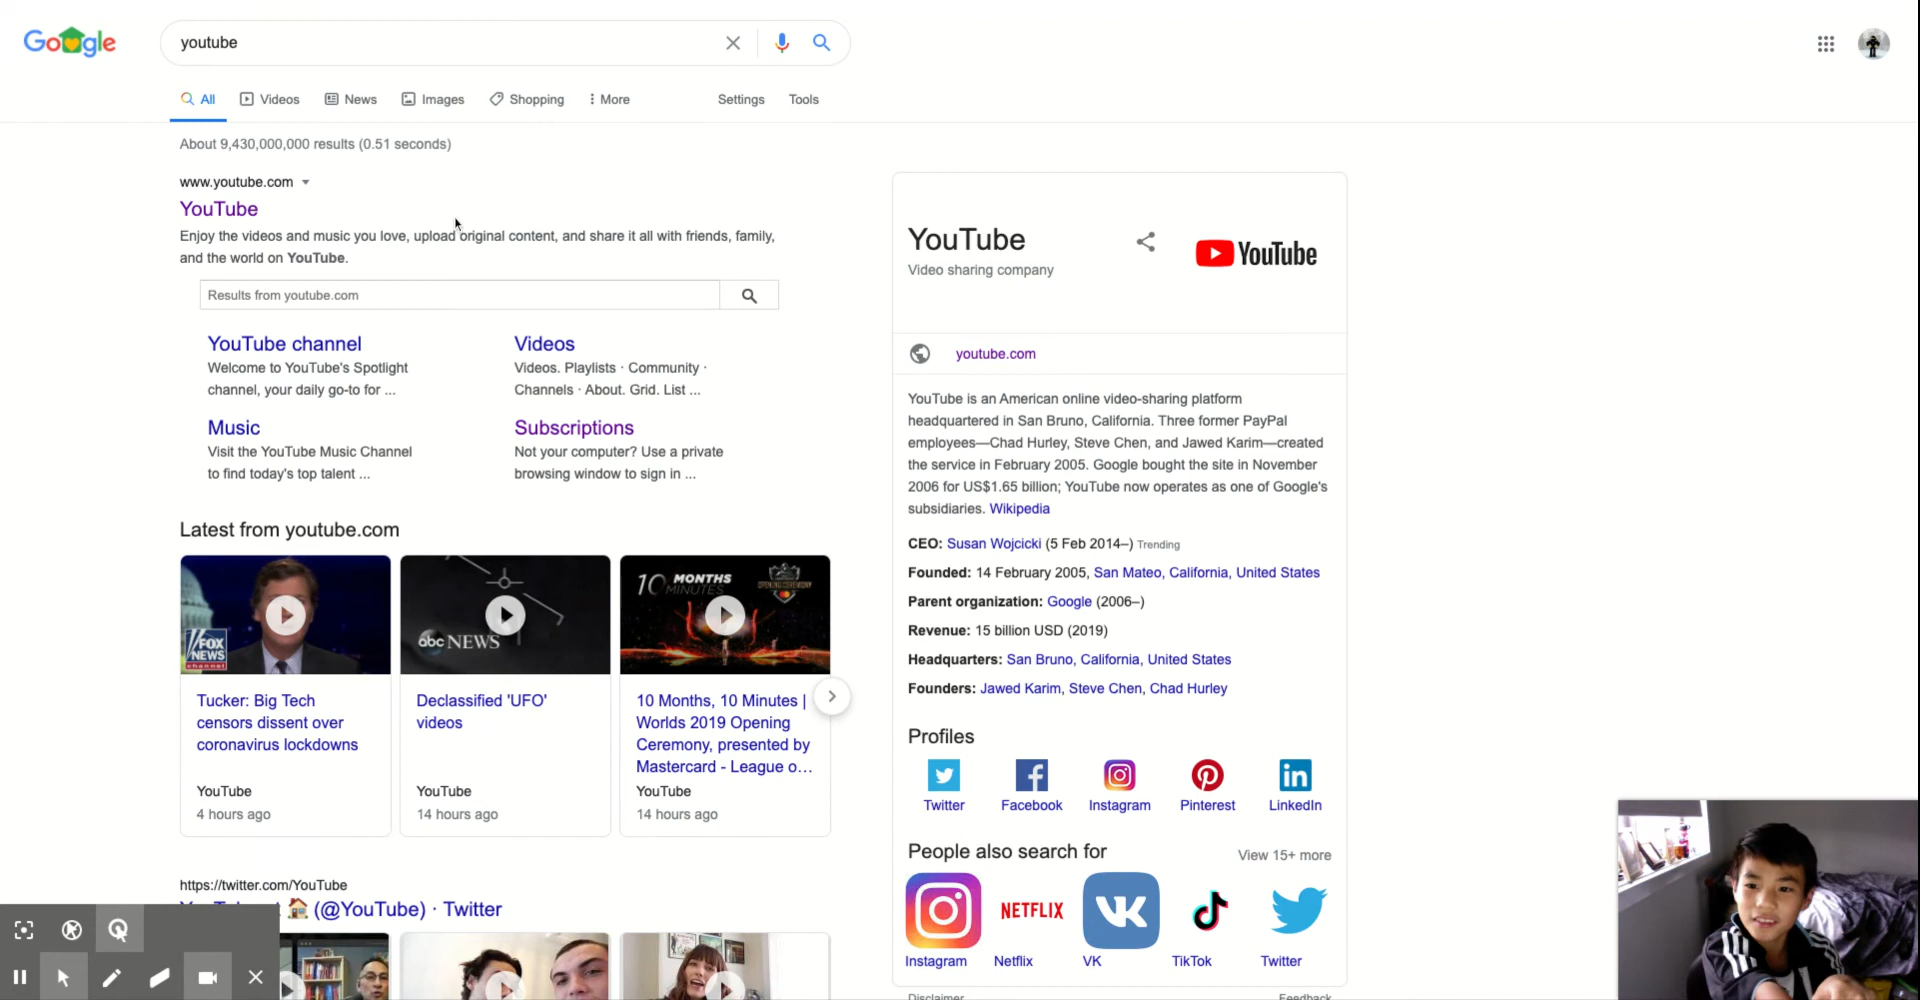 Google
youtube
All
Videos
News
Images
Shopping
More
Settings
Tools
About 9,430,000,000 results (0.51 seconds)
www.youtube.com
YouTube
Enjoy the videos and music you love, upload original content, and share it all with friends, family,
and the world on YouTube.
Results from youtube.com
YouTube channel
Welcome to YouTube's Spotlight
channel, your daily go-to for ...
Videos
Videos. Playlists · Community ·
Channels · About. Grid. List ...
Music
Visit the YouTube Music Channel
to find today's top talent ...
Subscriptions
Not your computer? Use a private
browsing window to sign in ...
Latest from youtube.com
FOX
NEWS
channel
Tucker: Big Tech
censors dissent over
coronavirus lockdowns
YouTube
4 hours ago
abc NEWS
Declassified 'UFO'
videos
YouTube
14 hours ago
10 MONTHS
MINUTES
OPENING
CEREMONY
10 Months, 10 Minutes |
Worlds 2019 Opening
Ceremony, presented by
Mastercard - League o...
YouTube
14 hours ago
https://twitter.com/YouTube
(@YouTube) · Twitter
YouTube
Video sharing company
YouTube
youtube.com
YouTube is an American online video-sharing platform
headquartered in San Bruno, California. Three former PayPal
employees—Chad Hurley, Steve Chen, and Jawed Karim—created
the service in February 2005. Google bought the site in November
2006 for US$1.65 billion; YouTube now operates as one of Google's
subsidiaries. Wikipedia
CEO: Susan Wojcicki (5 Feb 2014–) Trending
Founded: 14 February 2005, San Mateo, California, United States
Parent organization: Google (2006–)
Revenue: 15 billion USD (2019)
Headquarters: San Bruno, California, United States
Founders: Jawed Karim, Steve Chen, Chad Hurley
Profiles
Twitter
Facebook
Instagram
Pinterest
LinkedIn
People also search for
View 15+ more
NETFLIX
Instagram
Netflix
VK
TikTok
Twitter
Disclaimer
Feedback